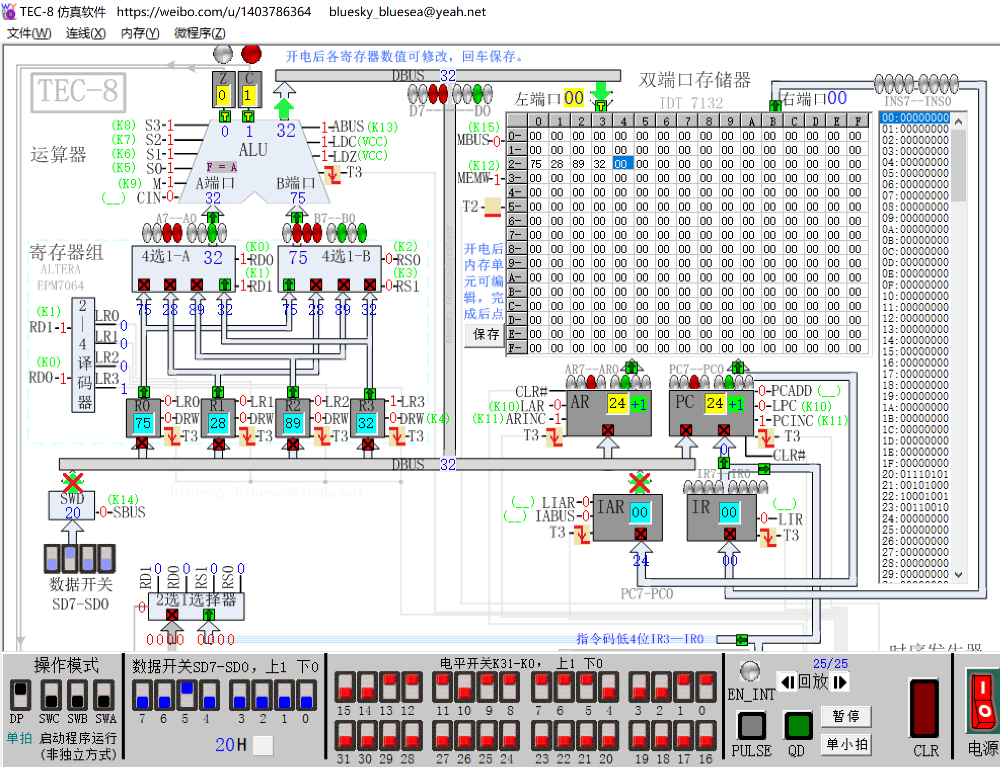 TEC-8 仿真软件 https://weibo.com/u/1403786364 bluesky_bluesea@yeah.net
文件(W) 连线(X) 内存(Y) 微程序(Z)
开电后各寄存器数值可修改，回车保存。
TEC-8
Z C
0 1
DBUS 32
D7——D0
双端口存储器
IDT 7132
左端口00
右端口00
INS7--INS0
运算器
(K8) S3-1
(K7) S2-1
(K6) S1-1
(K5) S0-1
(K9) M-1
(__) CIN-0
0 1 32
ALU
F = A
A端口 B端口
32 75
1-ABUS (K13)
1-LDC(VCC)
1-LDZ(VCC)
T3
(K15)
MBUS-0
(K12)
MEMW-1
T2
0 1 2 3 4 5 6 7 8 9 A B C D E F
0- 00 00 00 00 00 00 00 00 00 00 00 00 00 00 00 00
1- 00 00 00 00 00 00 00 00 00 00 00 00 00 00 00 00
2- 75 28 89 32 00 00 00 00 00 00 00 00 00 00 00 00
3- 00 00 00 00 00 00 00 00 00 00 00 00 00 00 00 00
4- 00 00 00 00 00 00 00 00 00 00 00 00 00 00 00 00
5- 00 00 00 00 00 00 00 00 00 00 00 00 00 00 00 00
6- 00 00 00 00 00 00 00 00 00 00 00 00 00 00 00 00
7- 00 00 00 00 00 00 00 00 00 00 00 00 00 00 00 00
8- 00 00 00 00 00 00 00 00 00 00 00 00 00 00 00 00
9- 00 00 00 00 00 00 00 00 00 00 00 00 00 00 00 00
A- 00 00 00 00 00 00 00 00 00 00 00 00 00 00 00 00
B- 00 00 00 00 00 00 00 00 00 00 00 00 00 00 00 00
C- 00 00 00 00 00 00 00 00 00 00 00 00 00 00 00 00
D- 00 00 00 00 00 00 00 00 00 00 00 00 00 00 00 00
E- 00 00 00 00 00 00 00 00 00 00 00 00 00 00 00 00
F- 00 00 00 00 00 00 00 00 00 00 00 00 00 00 00 00
开电后
内存单
元可编
辑，完
成后点
保存
00:00000000
01:00000000
02:00000000
03:00000000
04:00000000
05:00000000
06:00000000
07:00000000
08:00000000
09:00000000
0A:00000000
0B:00000000
0C:00000000
0D:00000000
0E:00000000
0F:00000000
10:00000000
11:00000000
12:00000000
13:00000000
14:00000000
15:00000000
16:00000000
17:00000000
18:00000000
19:00000000
1A:00000000
1B:00000000
1C:00000000
1D:00000000
1E:00000000
1F:00000000
20:01110101
21:00101000
22:10001001
23:00110010
24:00000000
25:00000000
26:00000000
27:00000000
28:00000000
29:00000000
A7--A0
B7--B0
寄存器组
ALTERA
EPM7064
4选1-A 32
(K0)
1-RD0
(K1)
1-RD1
75 4选1-B
(K2)
0-RS0
(K3)
0-RS1
75 28 89 32
75 28 89 32
(K1)
RD1-1
(K0)
RD0-1
2—4译码器
LR0 0
LR1 0
LR2 0
LR3 1
bluesky_bluesea@yeah.net
R0 75
0-LR0
0-DRW
T3
R1 28
0-LR1
0-DRW
T3
R2 89
0-LR2
0-DRW
T3
R3 32
1-LR3
0-DRW(K4)
T3
AR7--AR0
CLR#
(K10)LAR-0
(K11)ARINC-1
T3
AR 24 +1
PC7--PC0
PC 24 +1
0-PCADD (__)
0-LPC (K10)
1-PCINC(K11)
T3
CLR#
0
DBUS 32
bluesky_bluesea@yeah.net
SWD
20
(K14)
0-SBUS
数据开关
SD7-SD0
(__) LIAR-0
(__) IABUS-0
T3
IAR 00
IR7--IR0
IR 00
(__)
0-LIR
T3
24
00
PC7-PC0
RD1 0 RD0 0 RS1 0 RS0 0
0 2选1选择器
0000 0000
指令码低4位IR3—IR0
时序发生器
操作模式
DP SWC SWB SWA
单拍 启动程序运行
(非独立方式)
数据开关SD7-SD0，上1 下0
7 6 5 4 3 2 1 0
20H
电平开关K31-K0， 上1 下0
15 14 13 12 11 10 9 8 7 6 5 4 3 2 1 0
31 30 29 28 27 26 25 24 23 22 21 20 19 18 17 16
25/25
EN_INT 回放
PULSE QD
暂停
单小拍
CLR
电源